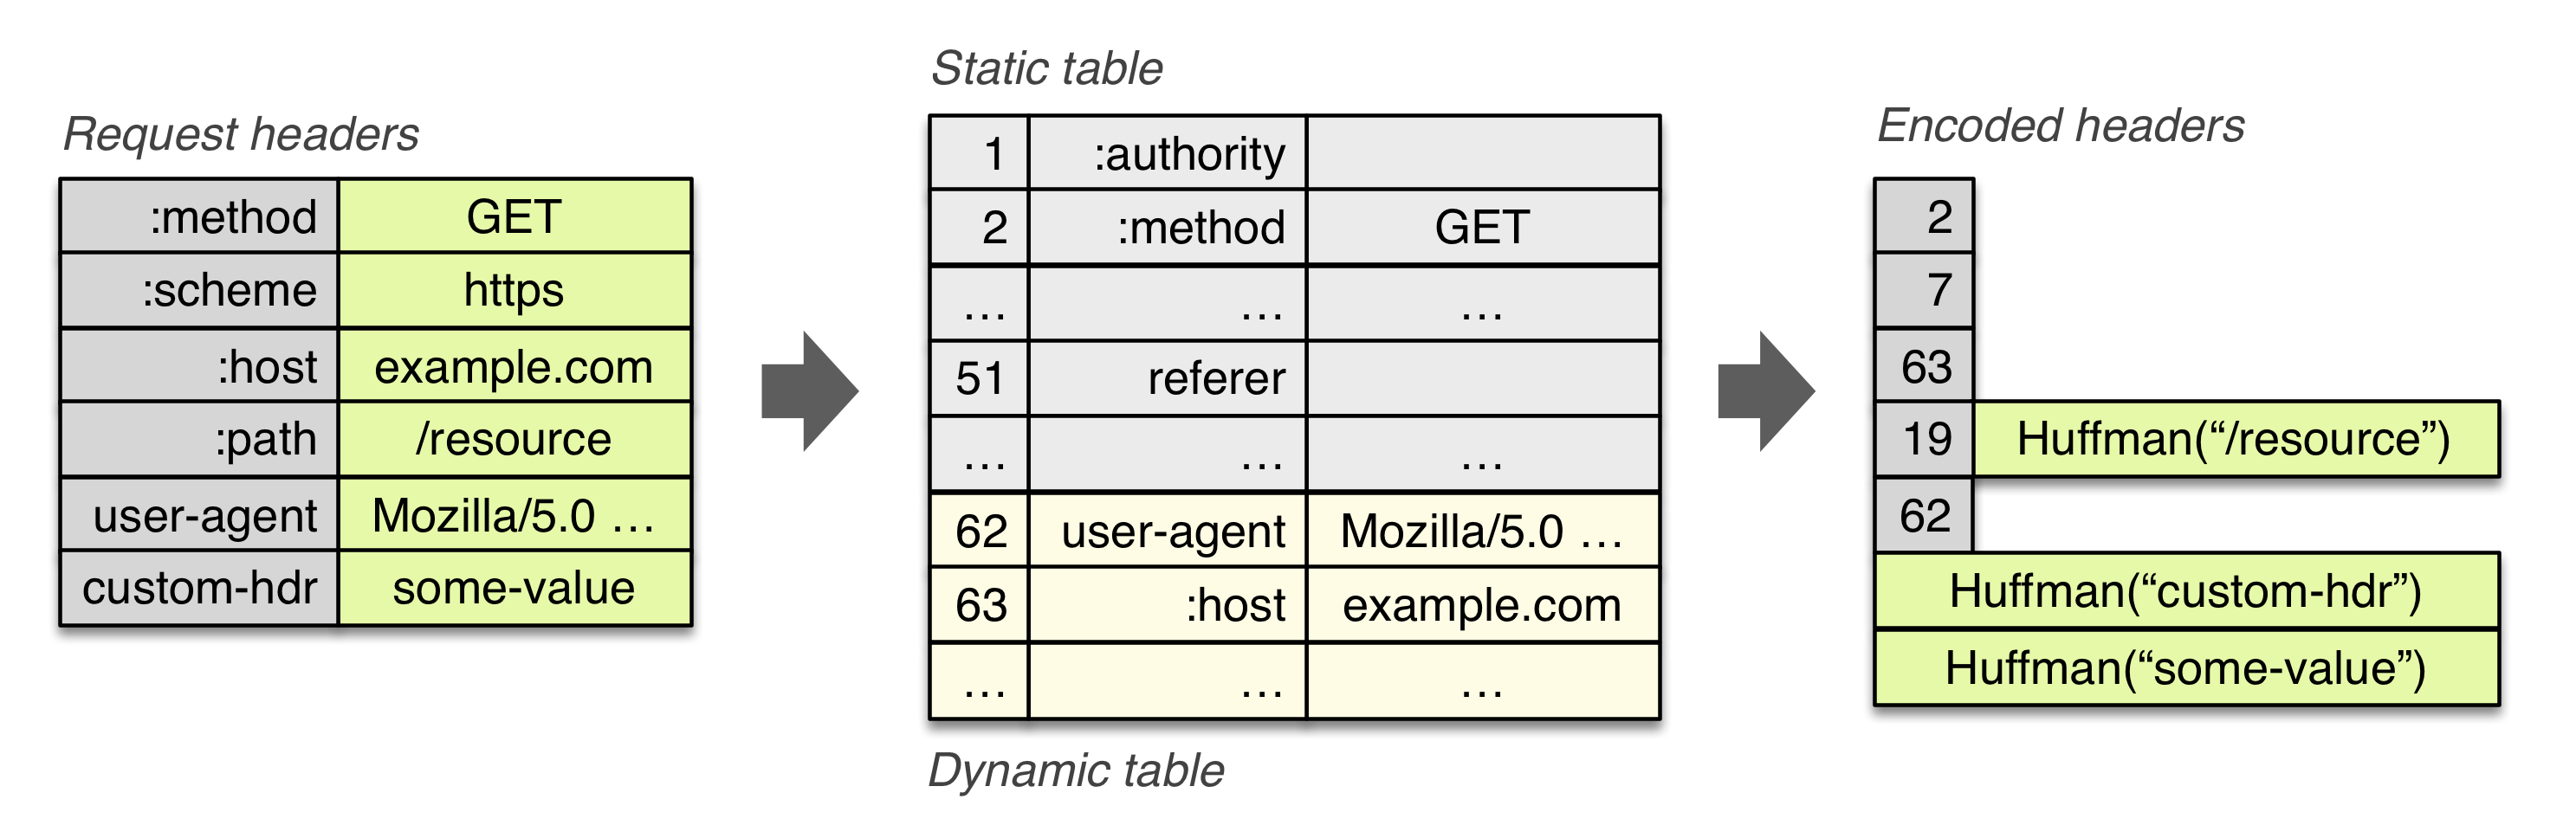 Request headers
:method GET
:scheme https
:host example.com
:path /resource
user-agent Mozilla/5.0 …
custom-hdr some-value
Static table
1 :authority
2 :method GET
… … …
51 referer
… … …
62 user-agent Mozilla/5.0 …
63 :host example.com
… … …
Dynamic table
Encoded headers
2
7
63
19 Huffman(“/resource”)
62
Huffman(“custom-hdr”)
Huffman(“some-value”)